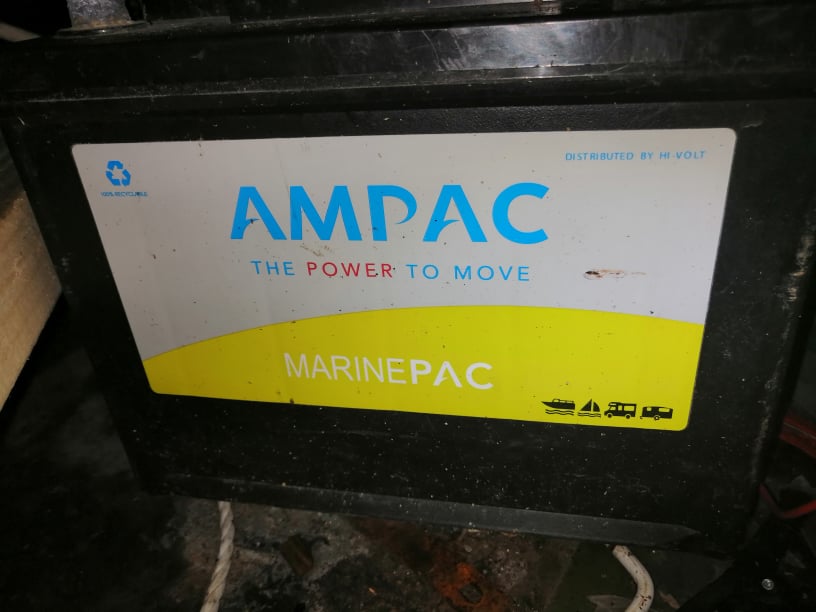 DISTRIBUTED BY HI-VOLT
100% RECYCLABLE
AMPAC
THE POWER TO MOVE
MARINEPAC